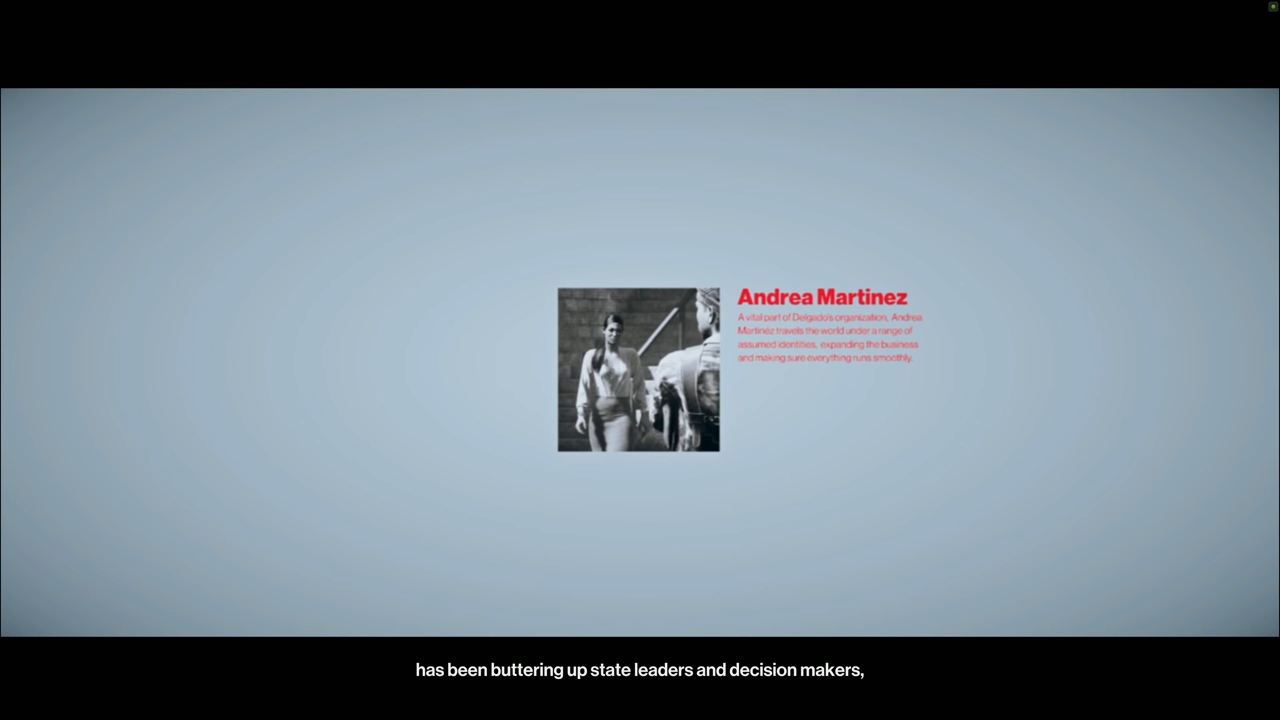 Andrea Martinez
A vital part of Delgado's organization, Andrea
Martinez travels the world under a range of
assumed identities, expanding the business
and making sure everything runs smoothly.
has been buttering up state leaders and decision makers,